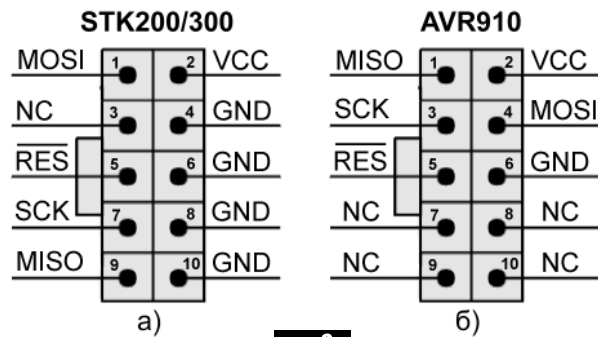 STK200/300 AVR910
MOSI 1 2 VCC MISO 1 2 VCC
NC 3 4 GND SCK 3 4 MOSI
RES 5 6 GND RES 5 6 GND
SCK 7 8 GND NC 7 8 NC
MISO 9 10 GND NC 9 10 NC
а) б)